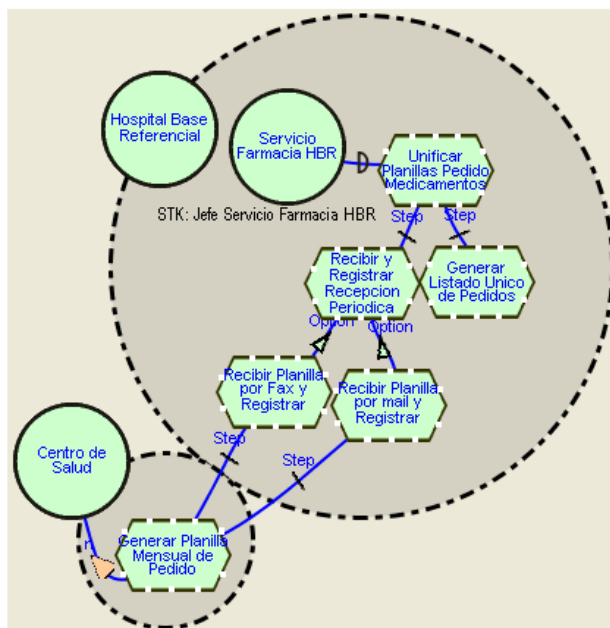 Hospital Base
Referencial
Servicio
Farmacia HBR
Unificar
Planillas Pedido
Medicamentos
STK: Jefe Servicio Farmacia HBR
Step
Step
Recibir y
Registrar
Recepcion
Periodica
Generar
Listado Unico
de Pedidos
Option
Option
Recibir Planilla
por Fax y
Registrar
Recibir Planilla
por mail y
Registrar
Step
Step
Centro de
Salud
Generar Planilla
Mensual de
Pedido